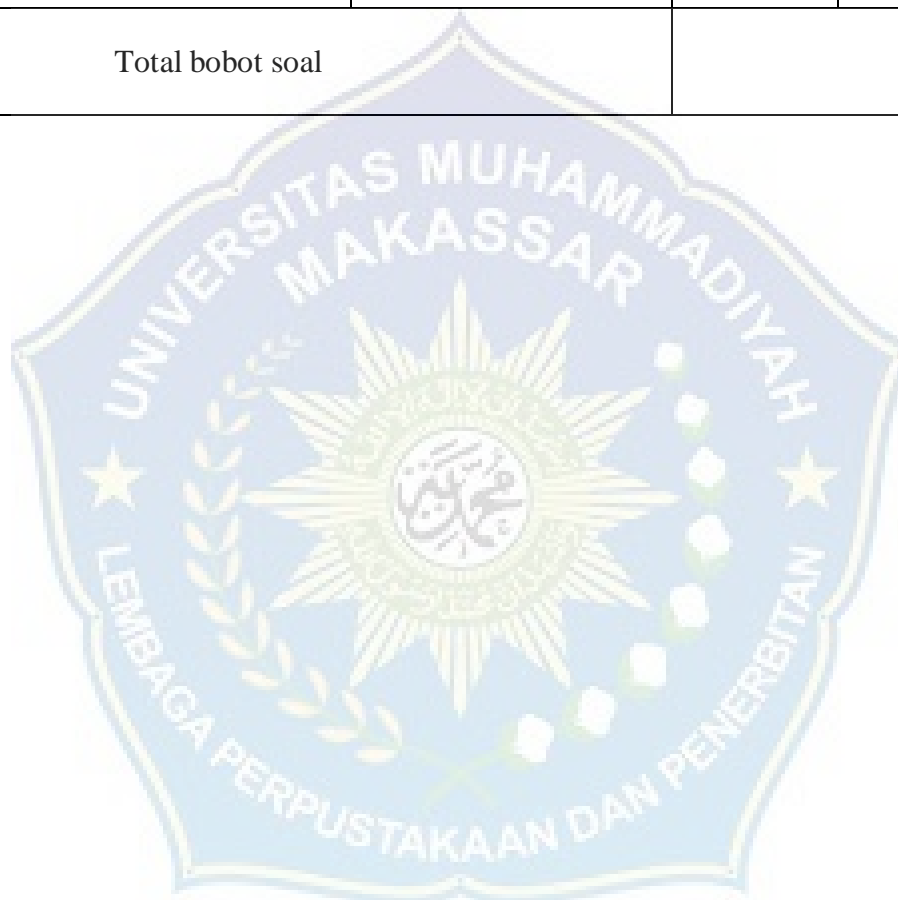 Total bobot soal
UNIVERSITAS MUHAMMADIYAH
MAKASSAR
LEMBAGA PERPUSTAKAAN DAN PENERBITAN